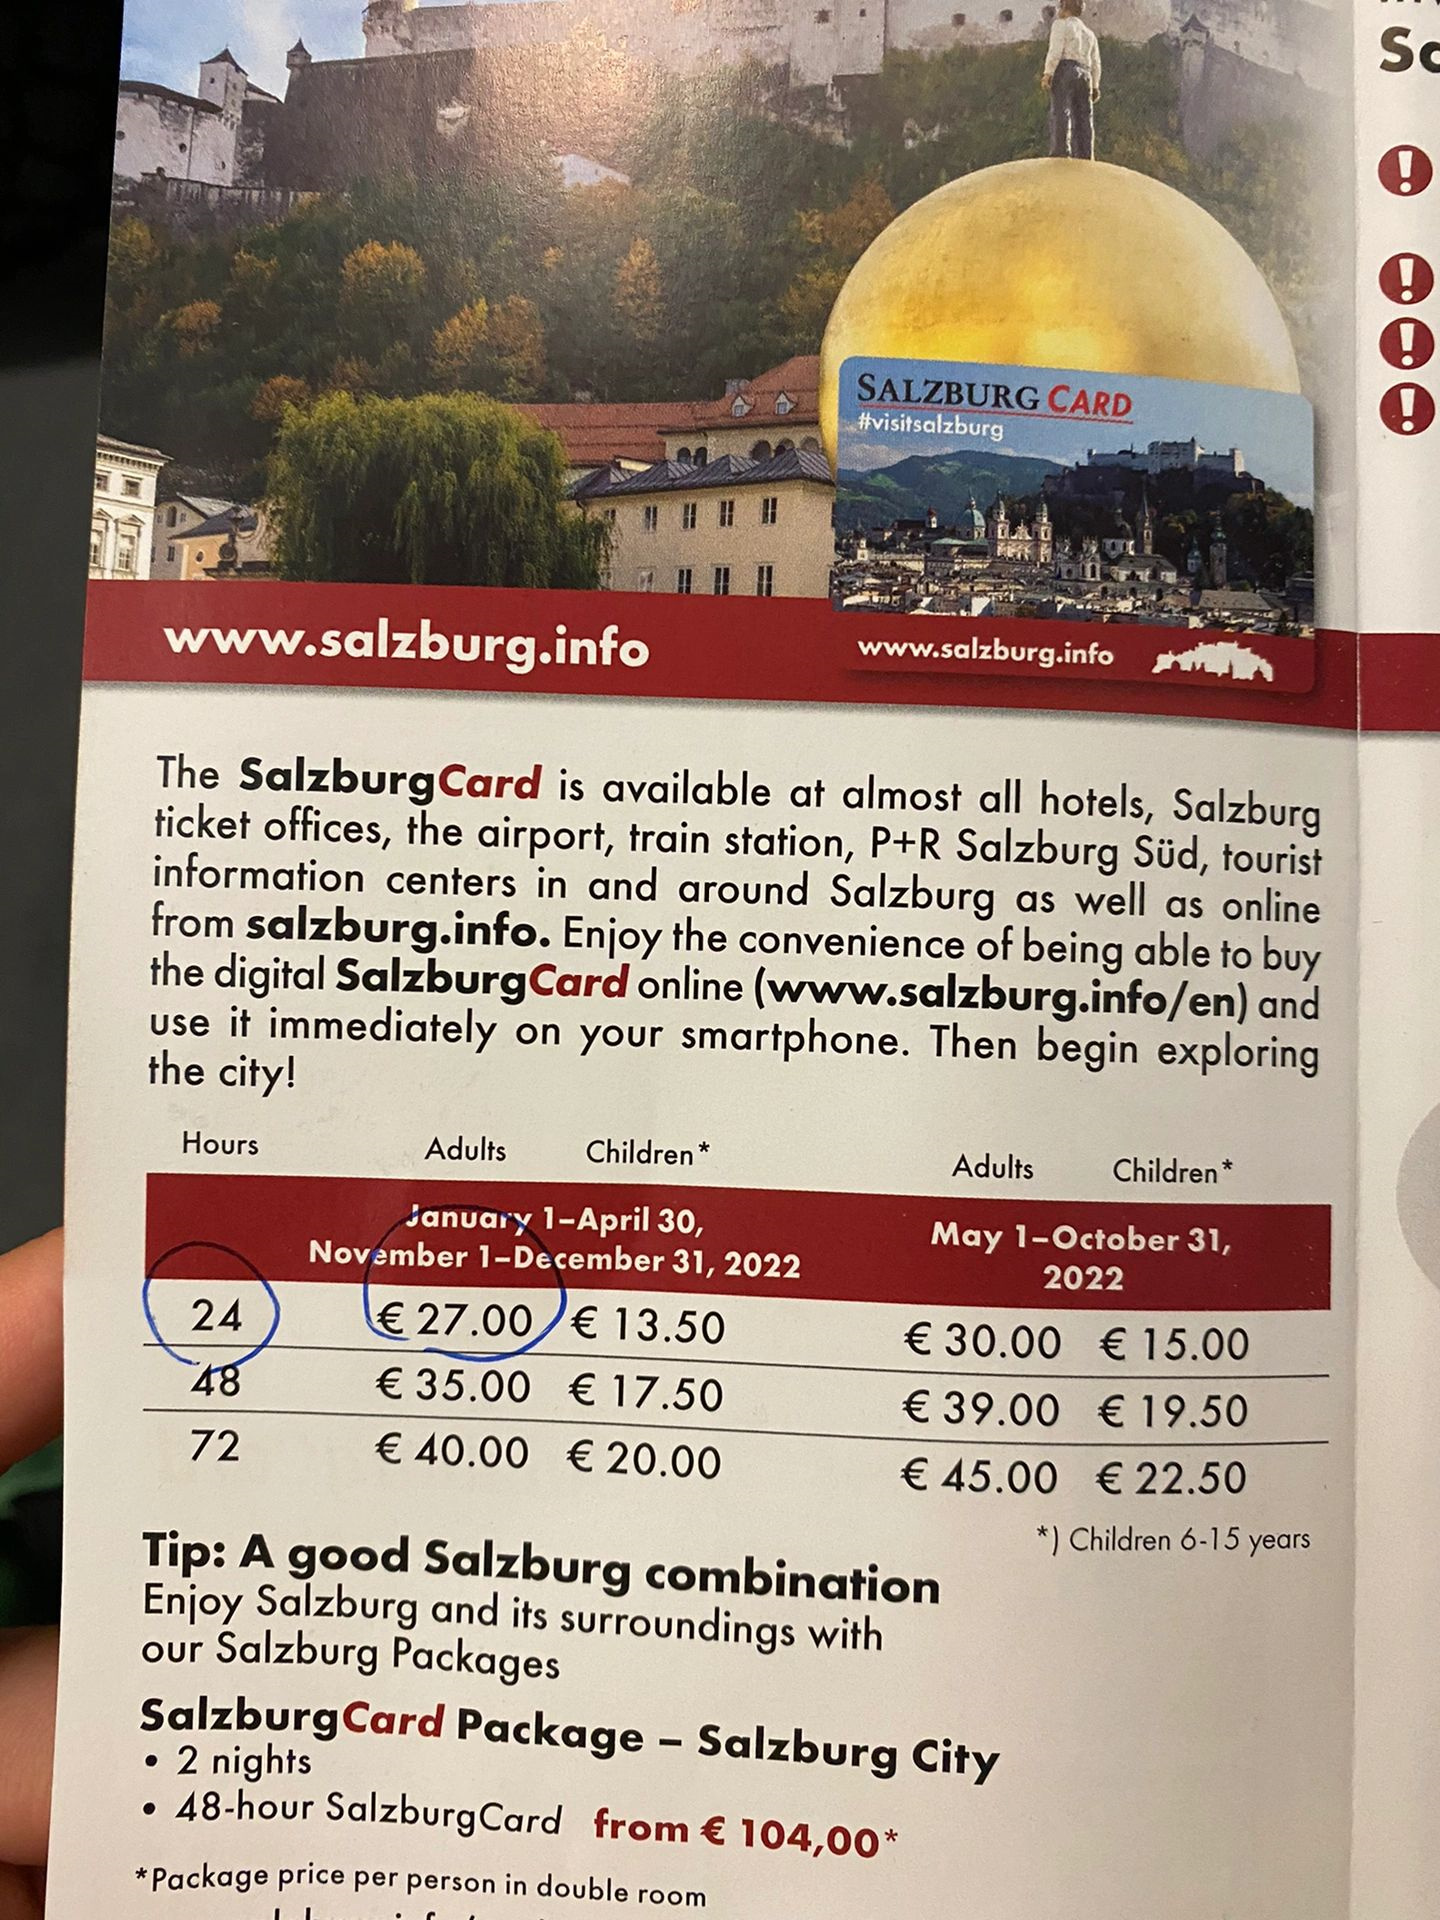 Sa
SALZBURG CARD
#visitsalzburg
www.salzburg.info
www.salzburg.info
The SalzburgCard is available at almost all hotels, Salzburg
ticket offices, the airport, train station, P+R Salzburg Süd, tourist
information centers in and around Salzburg as well as online
from salzburg.info. Enjoy the convenience of being able to buy
the digital SalzburgCard online (www.salzburg.info/en) and
use it immediately on your smartphone. Then begin exploring
the city!
Hours Adults Children* Adults Children*
January 1–April 30,
November 1–December 31, 2022
May 1–October 31,
2022
24 € 27.00 € 13.50 € 30.00 € 15.00
48 € 35.00 € 17.50 € 39.00 € 19.50
72 € 40.00 € 20.00 € 45.00 € 22.50
*) Children 6-15 years
Tip: A good Salzburg combination
Enjoy Salzburg and its surroundings with
our Salzburg Packages
SalzburgCard Package – Salzburg City
• 2 nights
• 48-hour SalzburgCard from € 104,00*
*Package price per person in double room